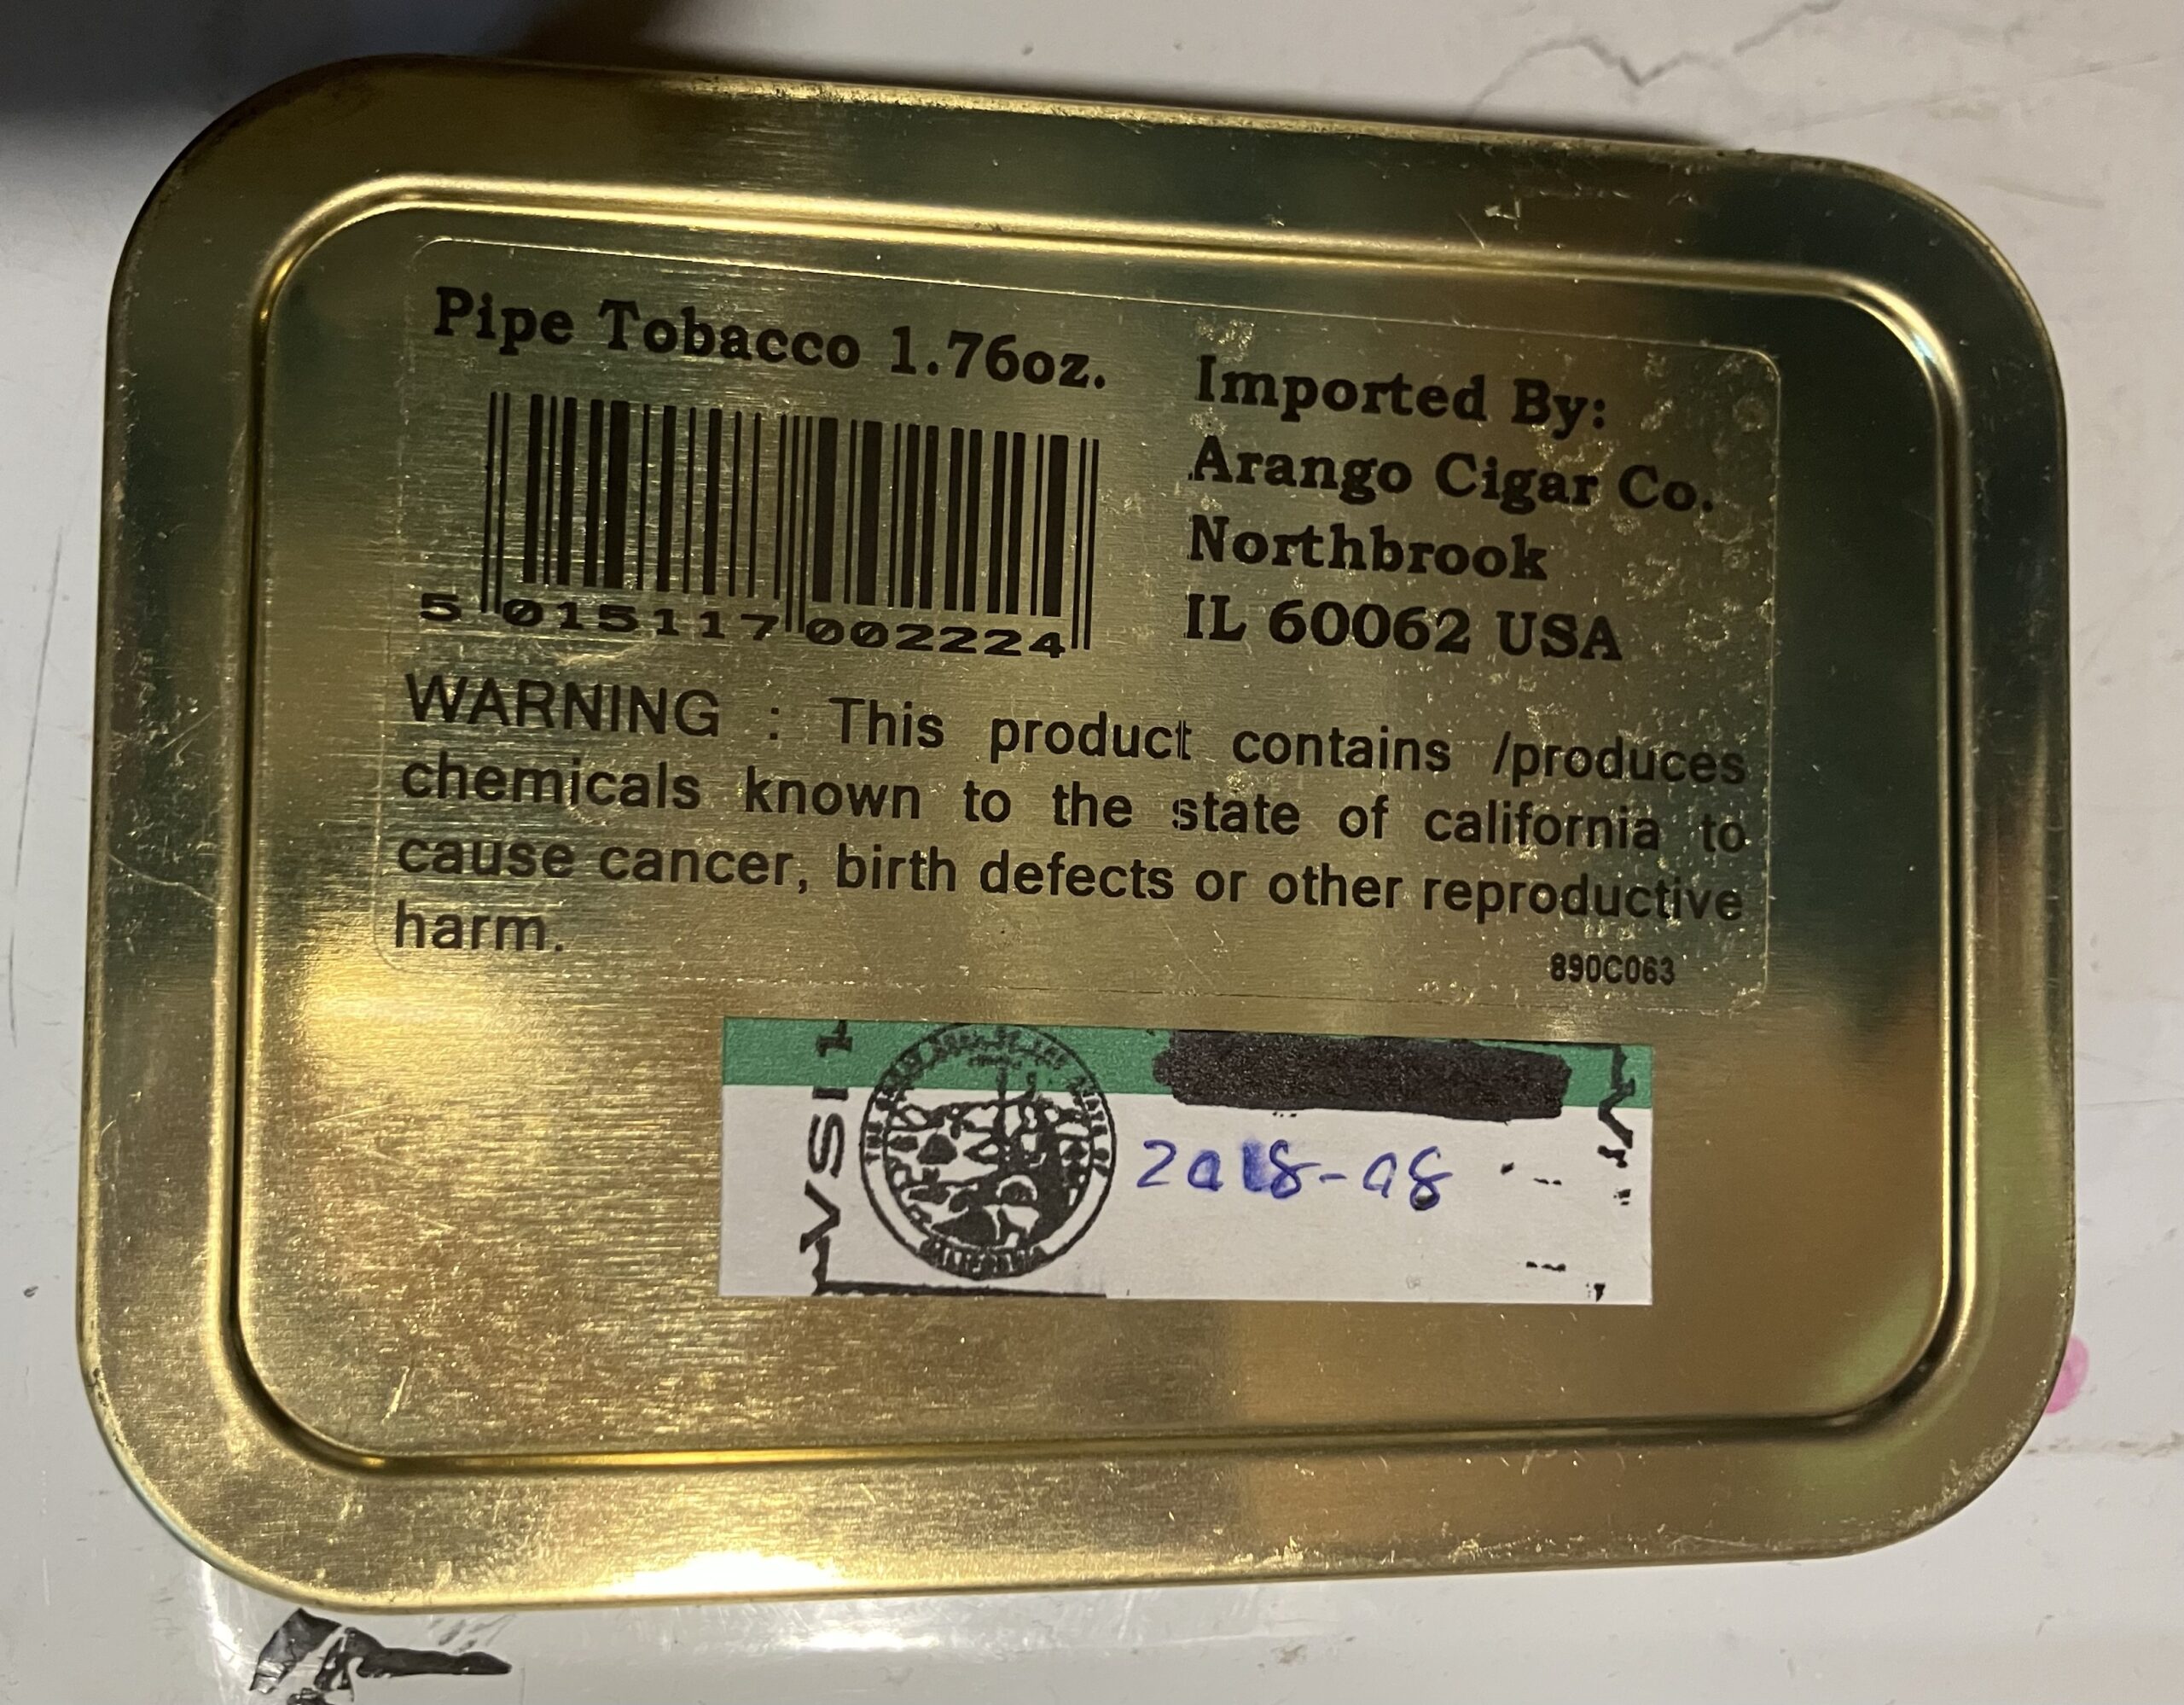 Pipe Tobacco 1.76oz.
5 015117 002224
Imported By:
Arango Cigar Co.
Northbrook
IL 60062 USA
WARNING : This product contains /produces
chemicals known to the state of california to
cause cancer, birth defects or other reproductive
harm.
890C063
2018-08